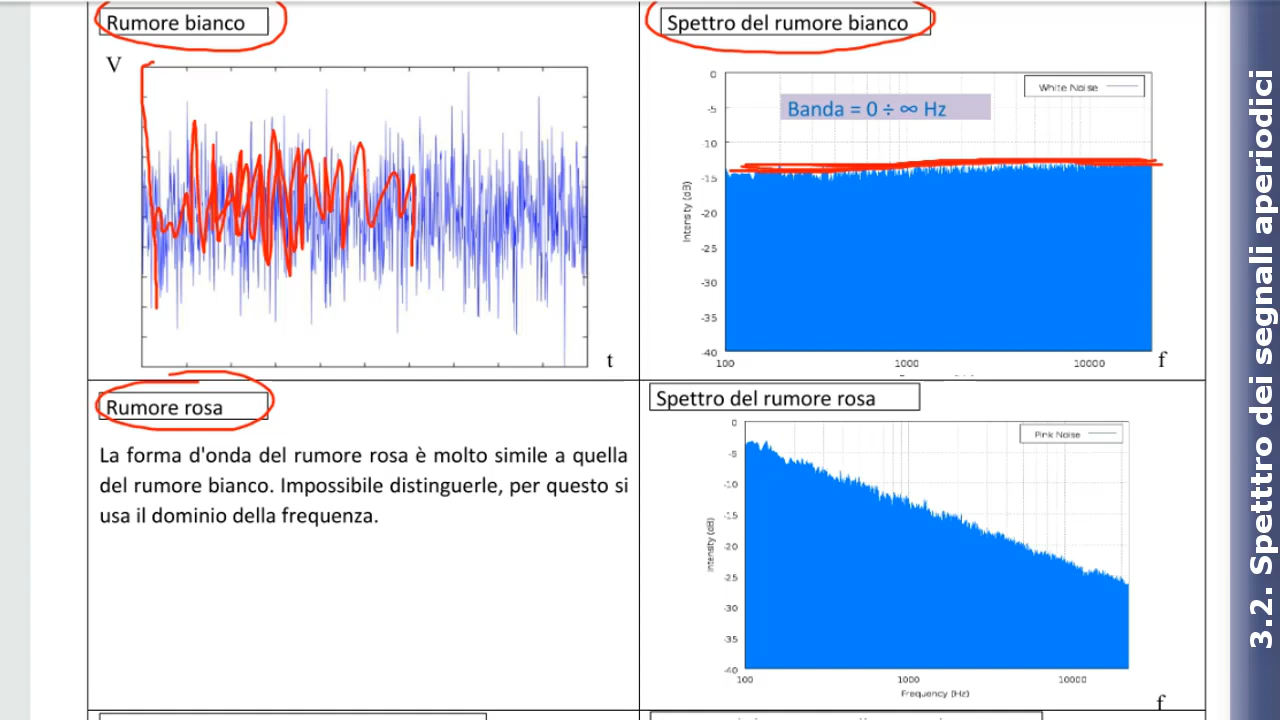 Rumore bianco
V
t
Spettro del rumore bianco
Banda = 0 ÷ ∞ Hz
White Noise
Intensity (dB)
0
-5
-10
-15
-20
-25
-30
-35
-40
100
1000
10000
f
Rumore rosa
La forma d'onda del rumore rosa è molto simile a quella
del rumore bianco. Impossibile distinguerle, per questo si
usa il dominio della frequenza.
Spettro del rumore rosa
Pink Noise
Intensity (dB)
0
-5
-10
-15
-20
-25
-30
-35
-40
100
1000
10000
Frequency (Hz)
f
3.2. Spettro dei segnali aperiodici